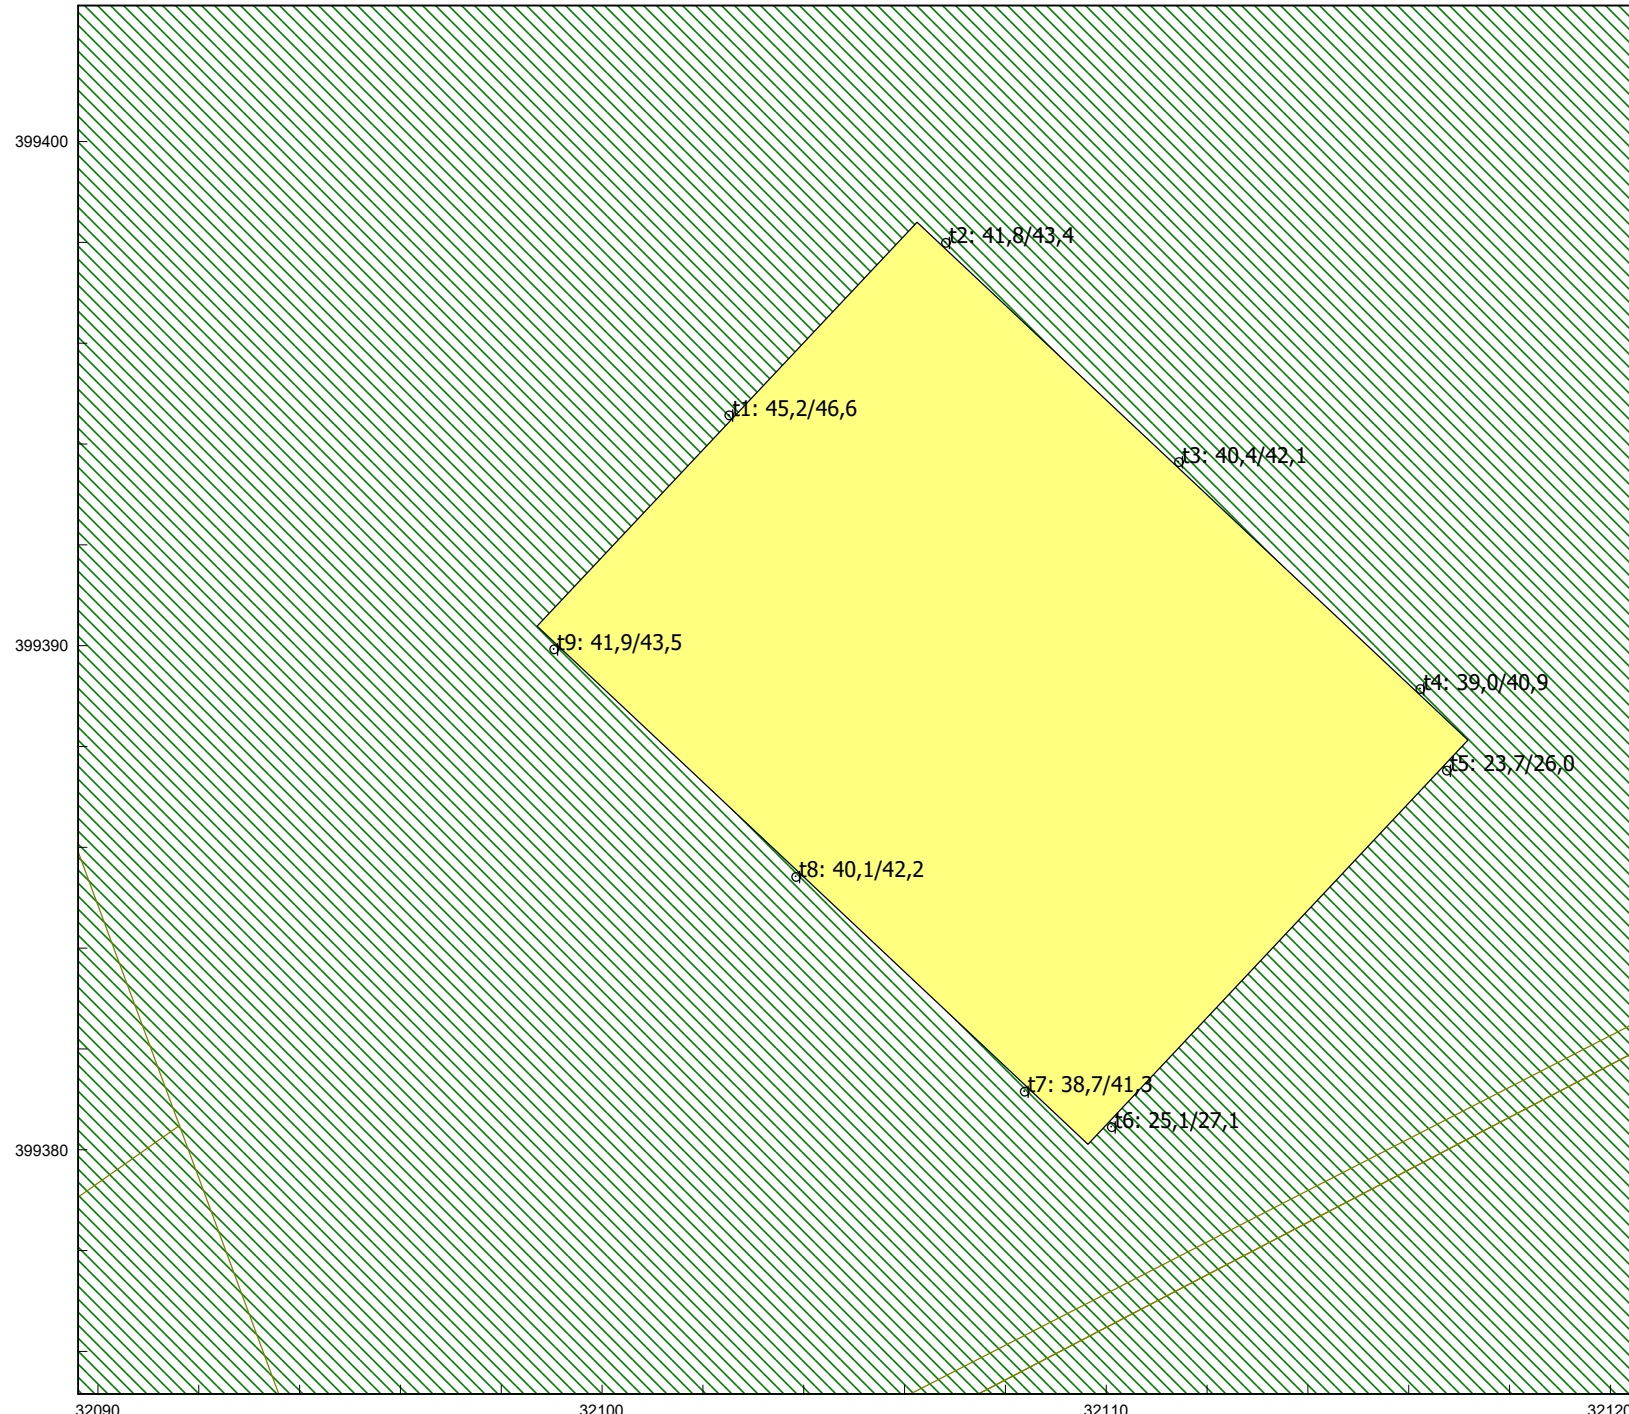 399400
t2: 41,8/43,4
t1: 45,2/46,6
t3: 40,4/42,1
399390
t9: 41,9/43,5
t4: 39,0/40,9
t5: 23,7/26,0
t8: 40,1/42,2
t7: 38,7/41,3
t6: 25,1/27,1
399380
32090
32100
32110
32120